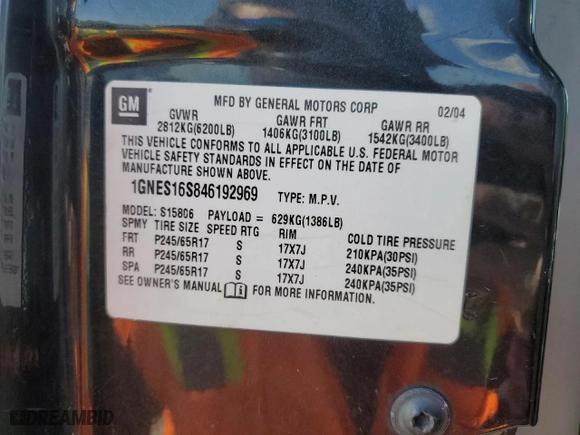 GM
MFD BY GENERAL MOTORS CORP
02/04
GVWR GAWR FRT GAWR RR
2812KG(6200LB) 1406KG(3100LB) 1542KG(3400LB)
THIS VEHICLE CONFORMS TO ALL APPLICABLE U.S. FEDERAL MOTOR
VEHICLE SAFETY STANDARDS IN EFFECT ON THE DATE OF
MANUFACTURE SHOWN ABOVE.
1GNES16S846192969 TYPE: M.P.V.
MODEL: S15806 PAYLOAD = 629KG(1386LB)
SPMY TIRE SIZE SPEED RTG RIM COLD TIRE PRESSURE
FRT P245/65R17 S 17X7J 210KPA(30PSI)
RR P245/65R17 S 17X7J 240KPA(35PSI)
SPA P245/65R17 S 17X7J 240KPA(35PSI)
SEE OWNER'S MANUAL FOR MORE INFORMATION.
DREAMBID